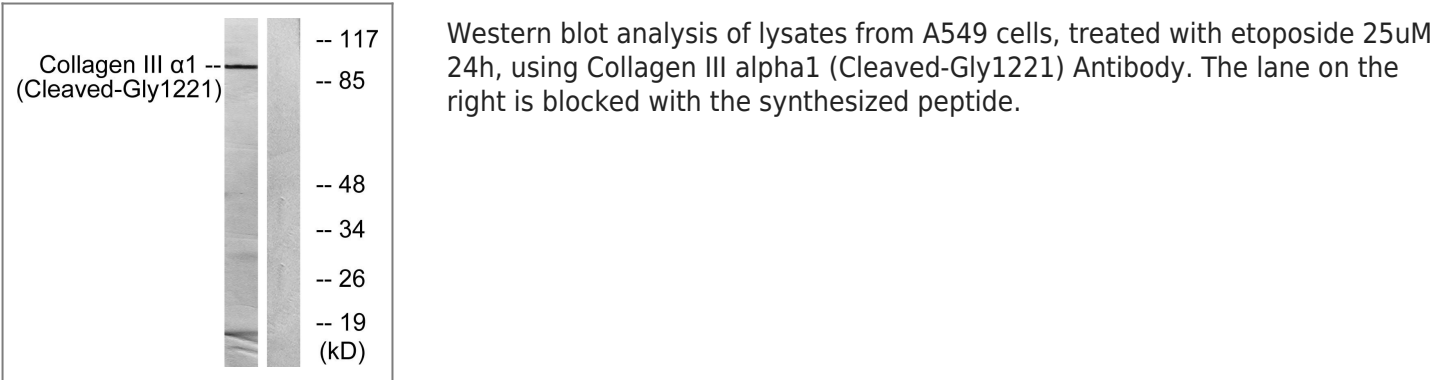 Collagen III α1 --
(Cleaved-Gly1221)
-- 117
-- 85
-- 48
-- 34
-- 26
-- 19
(kD)
Western blot analysis of lysates from A549 cells, treated with etoposide 25uM
24h, using Collagen III alpha1 (Cleaved-Gly1221) Antibody. The lane on the
right is blocked with the synthesized peptide.